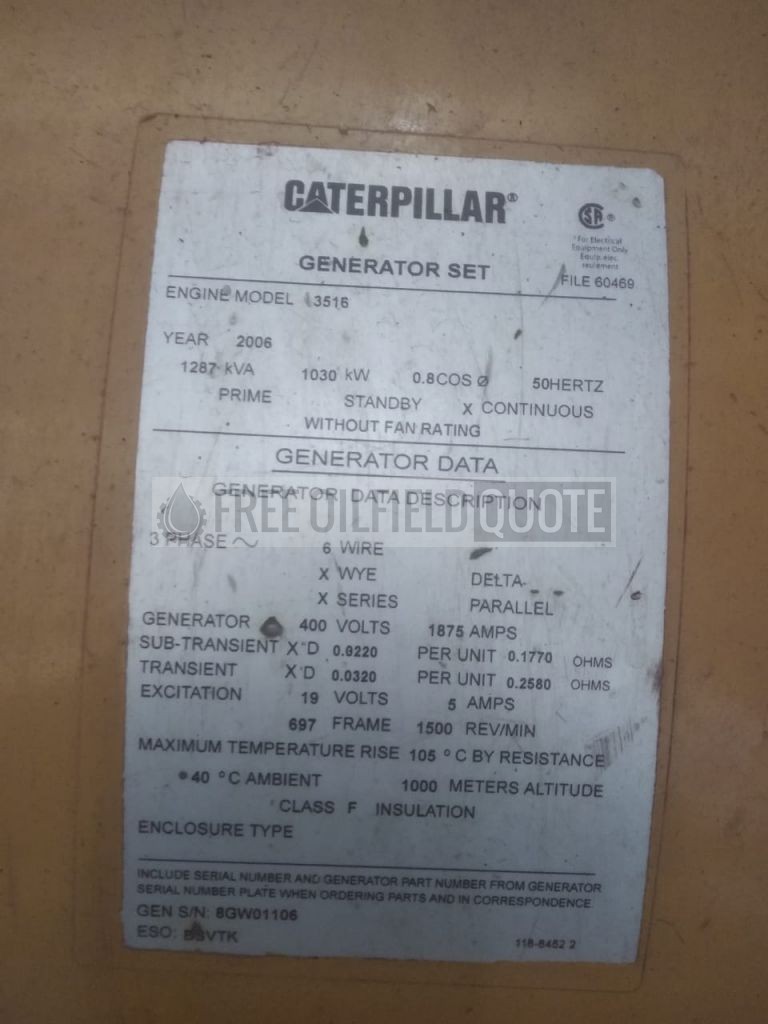 CATERPILLAR®
SA ®
* For Electrical
Equipment Only
Equip.elec.
seulement
GENERATOR SET
FILE 60469
ENGINE MODEL 3516
YEAR 2006
1287 kVA 1030 kW 0.8COS Ø 50HERTZ
PRIME STANDBY X CONTINUOUS
WITHOUT FAN RATING
GENERATOR DATA
GENERATOR DATA DESCRIPTION
FREE OILFIELD QUOTE
3 PHASE ~ 6 WIRE
X WYE DELTA
X SERIES PARALLEL
GENERATOR 400 VOLTS 1875 AMPS
SUB-TRANSIENT X"D 0.0220 PER UNIT 0.1770 OHMS
TRANSIENT X'D 0.0320 PER UNIT 0.2580 OHMS
EXCITATION 19 VOLTS 5 AMPS
697 FRAME 1500 REV/MIN
MAXIMUM TEMPERATURE RISE 105 °C BY RESISTANCE
40 °C AMBIENT 1000 METERS ALTITUDE
CLASS F INSULATION
ENCLOSURE TYPE
INCLUDE SERIAL NUMBER AND GENERATOR PART NUMBER FROM GENERATOR
SERIAL NUMBER PLATE WHEN ORDERING PARTS AND IN CORRESPONDENCE.
GEN S/N: 8GW01106
ESO:
118-8462 2